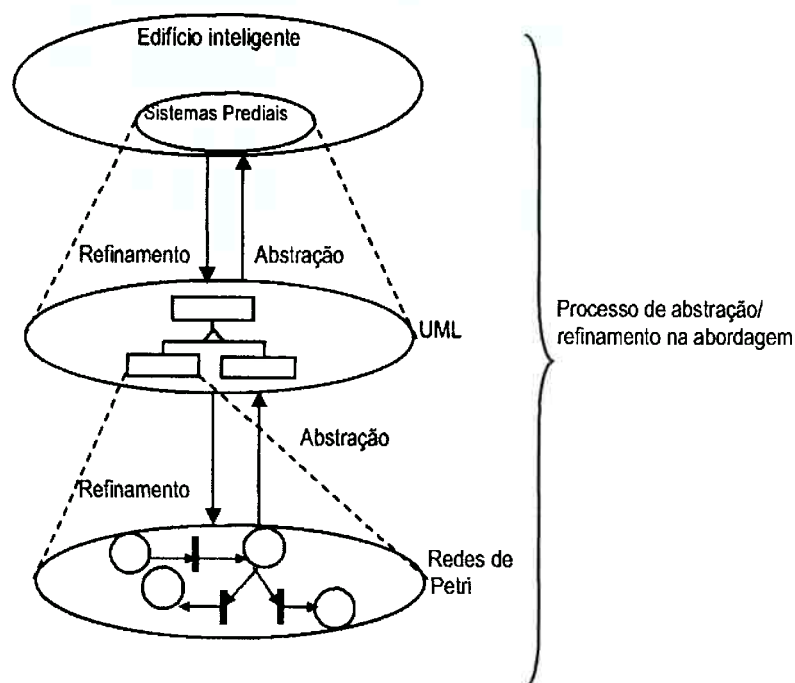 Edifício inteligente
Sistemas Prediais
Refinamento
Abstração
UML
Processo de abstração/
refinamento na abordagem
Abstração
Refinamento
Redes de
Petri